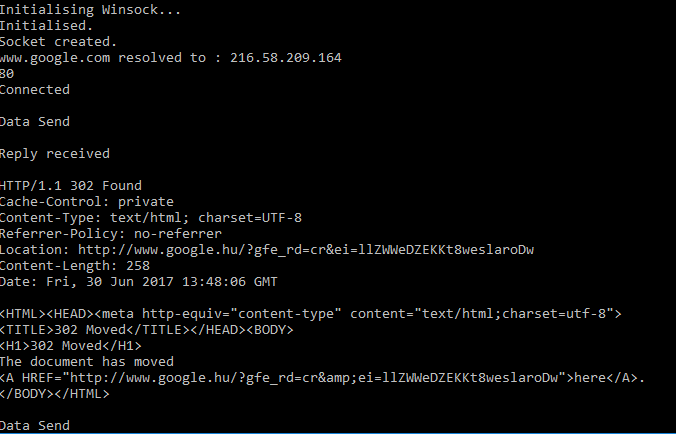 Initialising Winsock...
Initialised.
Socket created.
www.google.com resolved to : 216.58.209.164
80
Connected
Data Send
Reply received
HTTP/1.1 302 Found
Cache-Control: private
Content-Type: text/html; charset=UTF-8
Referrer-Policy: no-referrer
Location: http://www.google.hu/?gfe_rd=cr&ei=llZWWeDZEKKt8weslaroDw
Content-Length: 258
Date: Fri, 30 Jun 2017 13:48:06 GMT
<HTML><HEAD><meta http-equiv="content-type" content="text/html;charset=utf-8">
<TITLE>302 Moved</TITLE></HEAD><BODY>
<H1>302 Moved</H1>
The document has moved
<A HREF="http://www.google.hu/?gfe_rd=cr&amp;ei=llZWWeDZEKKt8weslaroDw">here</A>.
</BODY></HTML>
Data Send